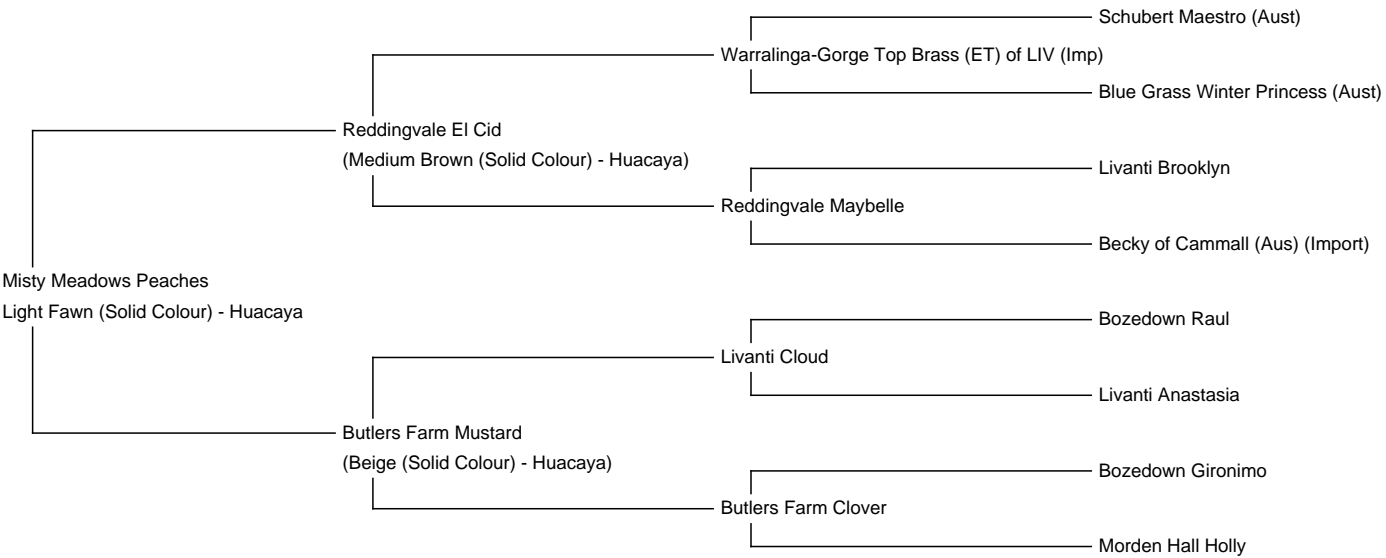 Schubert Maestro (Aust)
Warralinga-Gorge Top Brass (ET) of LIV (Imp)
Blue Grass Winter Princess (Aust)
Reddingvale El Cid
(Medium Brown (Solid Colour) - Huacaya)
Livanti Brooklyn
Reddingvale Maybelle
Becky of Cammall (Aus) (Import)
Misty Meadows Peaches
Light Fawn (Solid Colour) - Huacaya
Bozedown Raul
Livanti Cloud
Livanti Anastasia
Butlers Farm Mustard
(Beige (Solid Colour) - Huacaya)
Bozedown Gironimo
Butlers Farm Clover
Morden Hall Holly